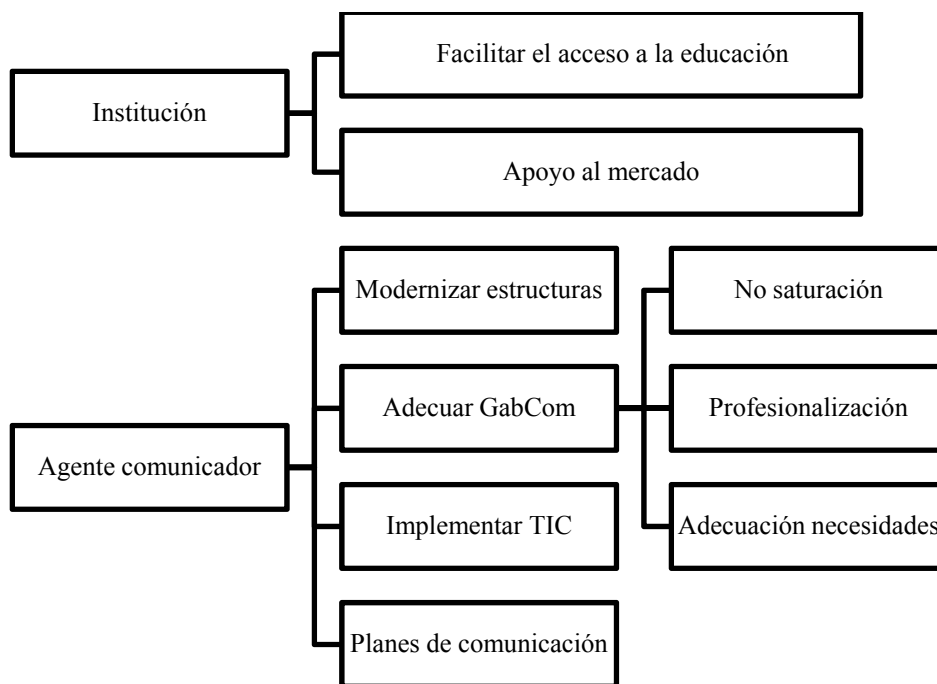 Facilitar el acceso a la educación
Institución
Apoyo al mercado
Modernizar estructuras
No saturación
Adecuar GabCom
Profesionalización
Agente comunicador
Implementar TIC
Adecuación necesidades
Planes de comunicación